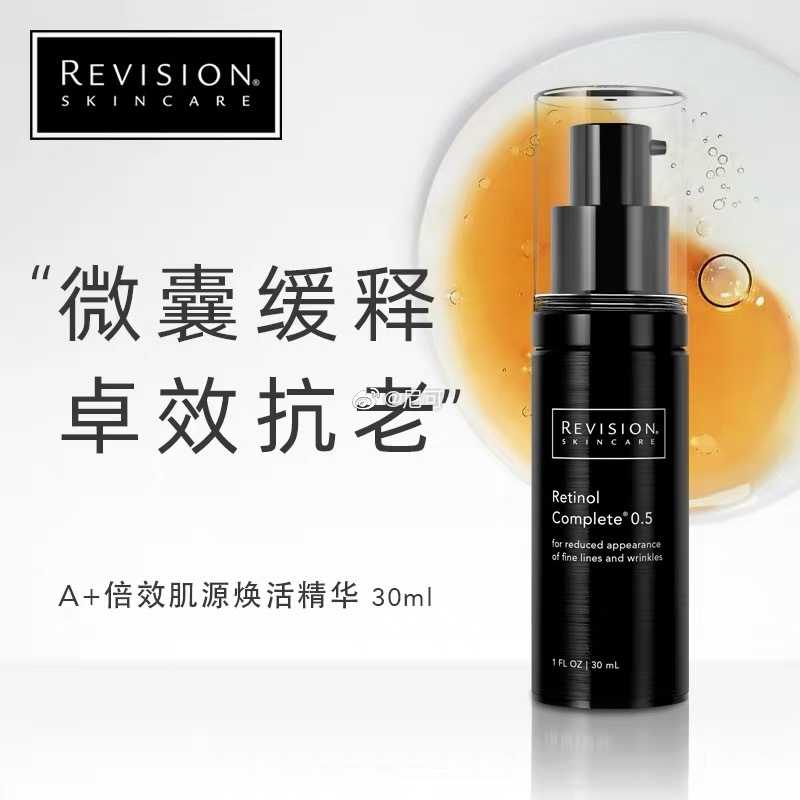 REVISION®
SKINCARE
“微囊缓释
卓效抗老”
@尤可
A+倍效肌源焕活精华 30ml
REVISION®
SKINCARE
Retinol
Complete® 0.5
for reduced appearance
of fine lines and wrinkles
1 FL OZ | 30 mL